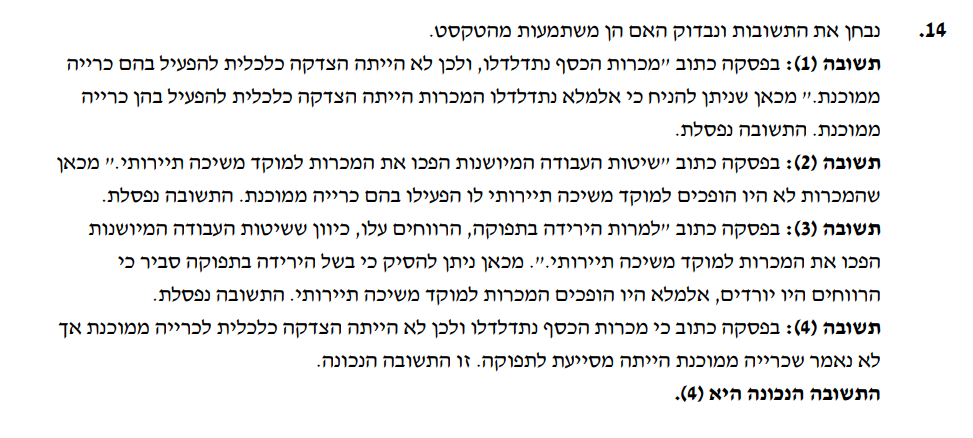 14. נבחן את התשובות ונבדוק האם הן משתמעות מהטקסט.
תשובה (1): בפסקה כתוב "מכרות הכסף נתדלדלו, ולכן לא הייתה הצדקה כלכלית להפעיל בהם כרייה
ממוכנת." מכאן שניתן להניח כי אלמלא נתדלדלו המכרות הייתה הצדקה כלכלית להפעיל בהן כרייה
ממוכנת. התשובה נפסלת.
תשובה (2): בפסקה כתוב "שיטות העבודה המיושנות הפכו את המכרות למוקד משיכה תיירותי." מכאן
שהמכרות לא היו הופכים למוקד משיכה תיירותי לו הפעילו בהם כרייה ממוכנת. התשובה נפסלת.
תשובה (3): בפסקה כתוב "למרות הירידה בתפוקה, הרווחים עלו, כיוון ששיטות העבודה המיושנות
הפכו את המכרות למוקד משיכה תיירותי.". מכאן ניתן להסיק כי בשל הירידה בתפוקה סביר כי
הרווחים היו יורדים, אלמלא היו הופכים המכרות למוקד משיכה תיירותי. התשובה נפסלת.
תשובה (4): בפסקה כתוב כי מכרות הכסף נתדלדלו ולכן לא הייתה הצדקה כלכלית לכרייה ממוכנת אך
לא נאמר שכרייה ממוכנת הייתה מסייעת לתפוקה. זו התשובה הנכונה.
התשובה הנכונה היא (4).